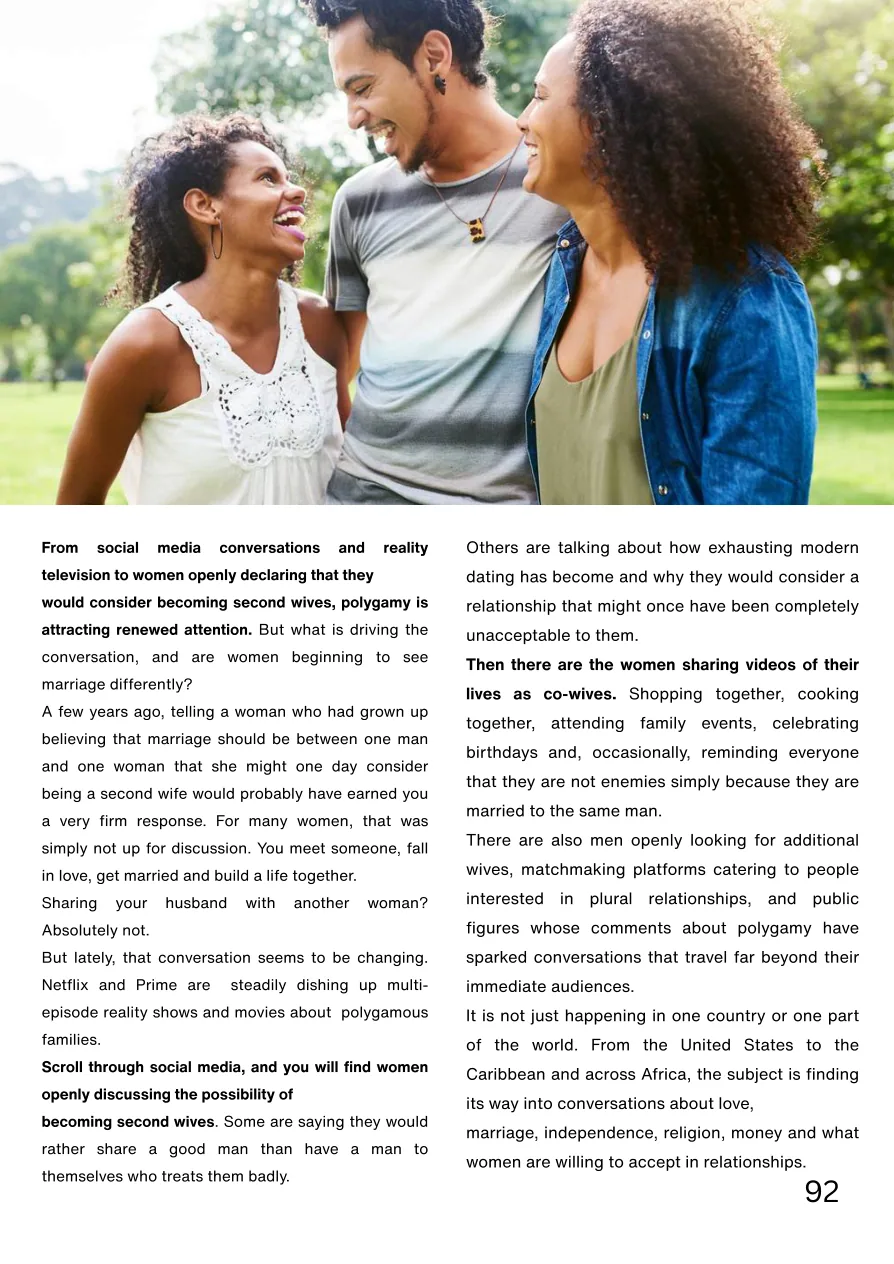 From social media conversations and reality
television to women openly declaring that they
would consider becoming second wives, polygamy is
attracting renewed attention. But what is driving the
conversation, and are women beginning to see
marriage differently?
A few years ago, telling a woman who had grown up
believing that marriage should be between one man
and one woman that she might one day consider
being a second wife would probably have earned you
a very firm response. For many women, that was
simply not up for discussion. You meet someone, fall
in love, get married and build a life together.
Sharing your husband with another woman?
Absolutely not.
But lately, that conversation seems to be changing.
Netflix and Prime are steadily dishing up multi-
episode reality shows and movies about polygamous
families.
Scroll through social media, and you will find women
openly discussing the possibility of
becoming second wives. Some are saying they would
rather share a good man than have a man to
themselves who treats them badly.
Others are talking about how exhausting modern
dating has become and why they would consider a
relationship that might once have been completely
unacceptable to them.
Then there are the women sharing videos of their
lives as co-wives. Shopping together, cooking
together, attending family events, celebrating
birthdays and, occasionally, reminding everyone
that they are not enemies simply because they are
married to the same man.
There are also men openly looking for additional
wives, matchmaking platforms catering to people
interested in plural relationships, and public
figures whose comments about polygamy have
sparked conversations that travel far beyond their
immediate audiences.
It is not just happening in one country or one part
of the world. From the United States to the
Caribbean and across Africa, the subject is finding
its way into conversations about love,
marriage, independence, religion, money and what
women are willing to accept in relationships.
92